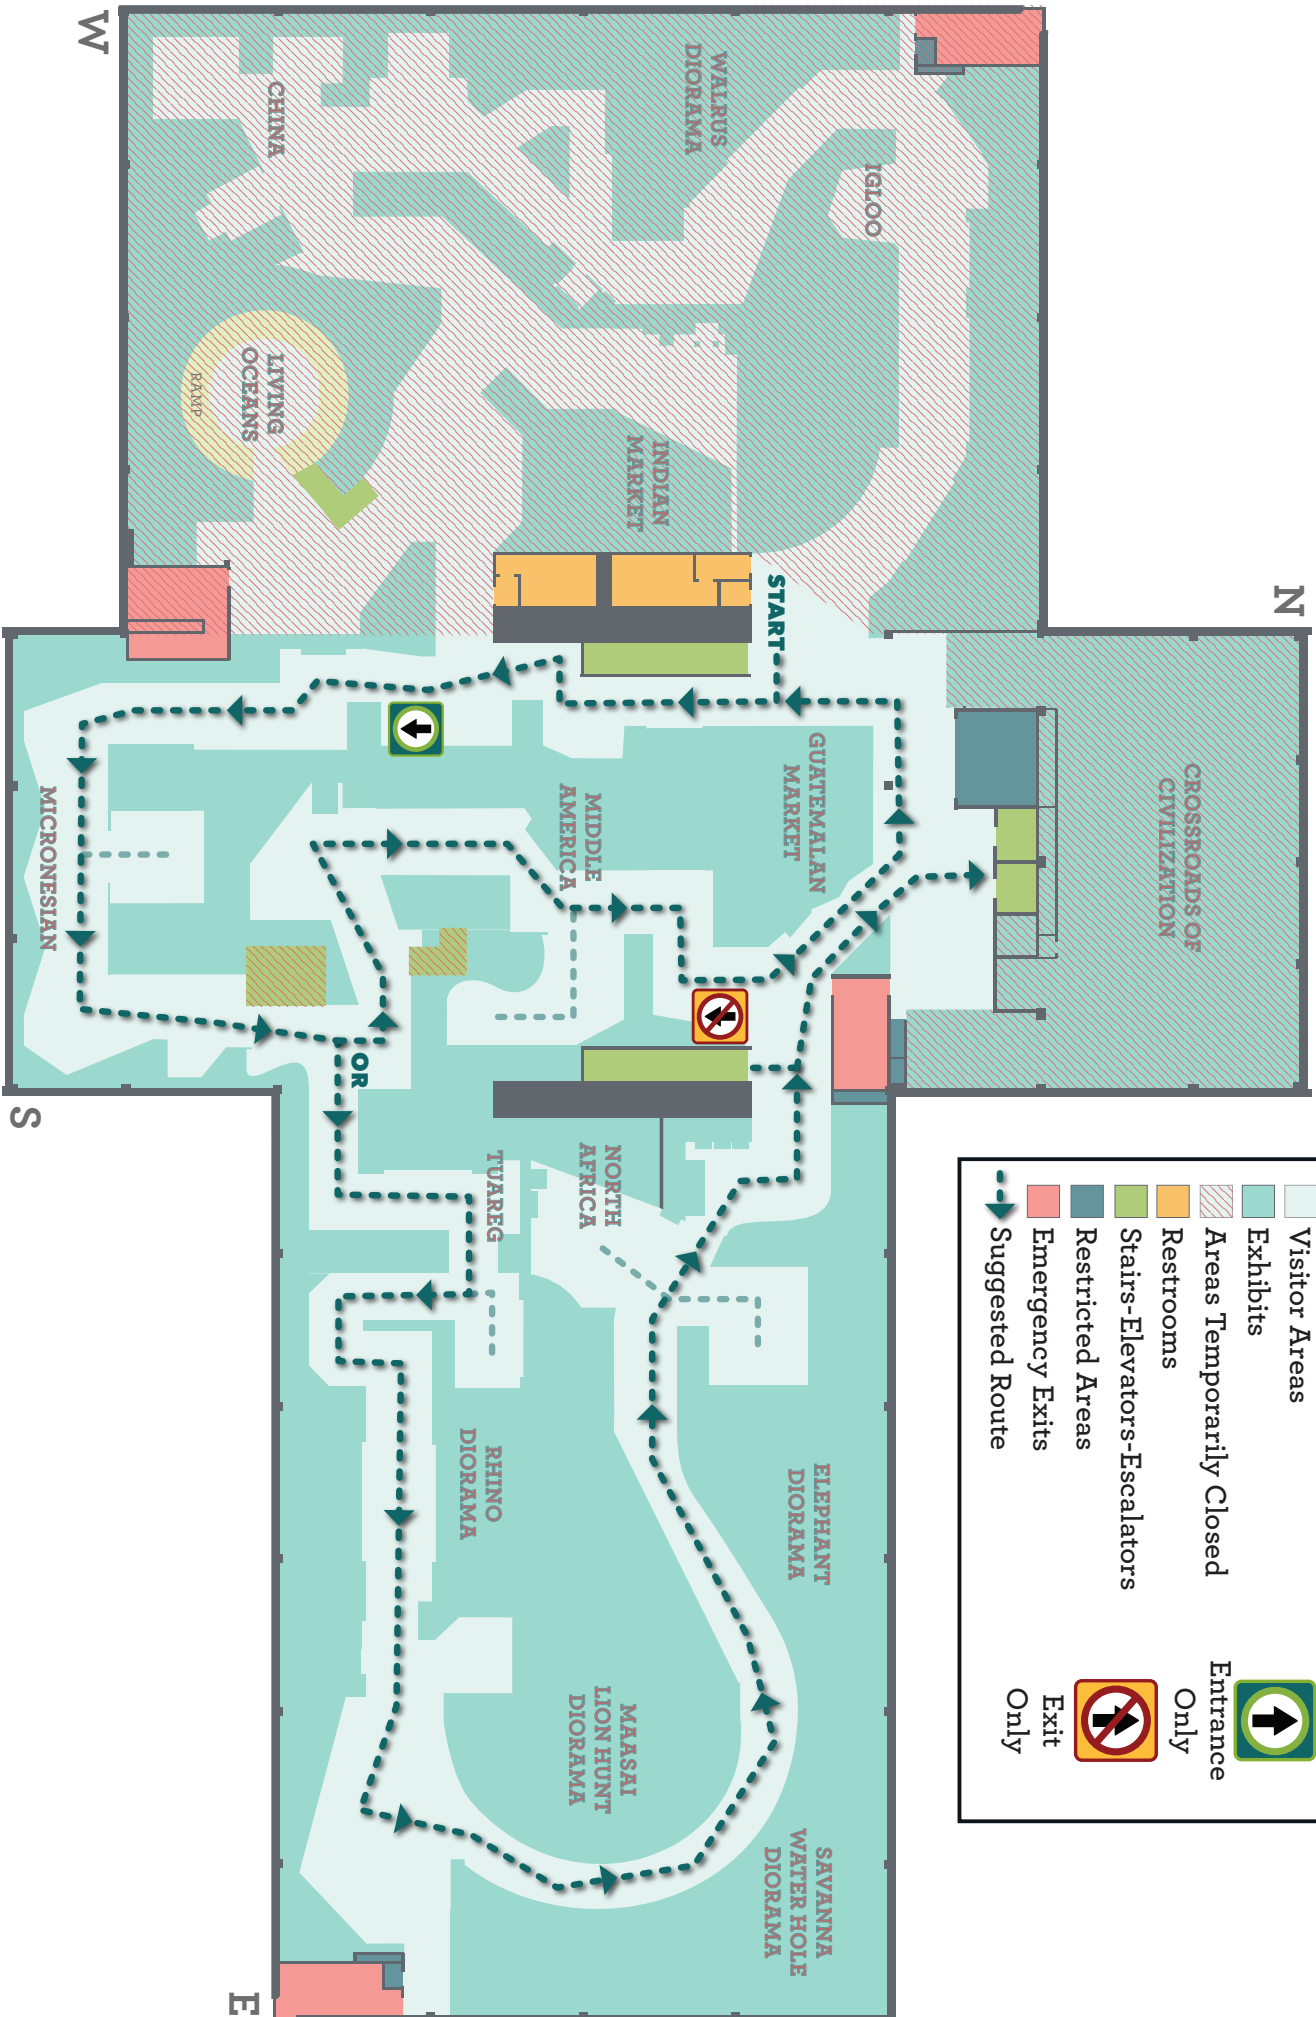 W
N
S
E
WALRUS
DIORAMA
IGLOO
CHINA
LIVING
OCEANS
RAMP
INDIAN
MARKET
START
CROSSROADS OF
CIVILIZATION
GUATEMALAN
MARKET
MIDDLE
AMERICA
MICRONESIAN
OR
NORTH
AFRICA
TUAREG
RHINO
DIORAMA
ELEPHANT
DIORAMA
MAASAI
LION HUNT
DIORAMA
SAVANNA
WATER HOLE
DIORAMA
Visitor Areas
Exhibits
Areas Temporarily Closed
Restrooms
Stairs-Elevators-Escalators
Restricted Areas
Emergency Exits
Suggested Route
Entrance
Only
Exit
Only